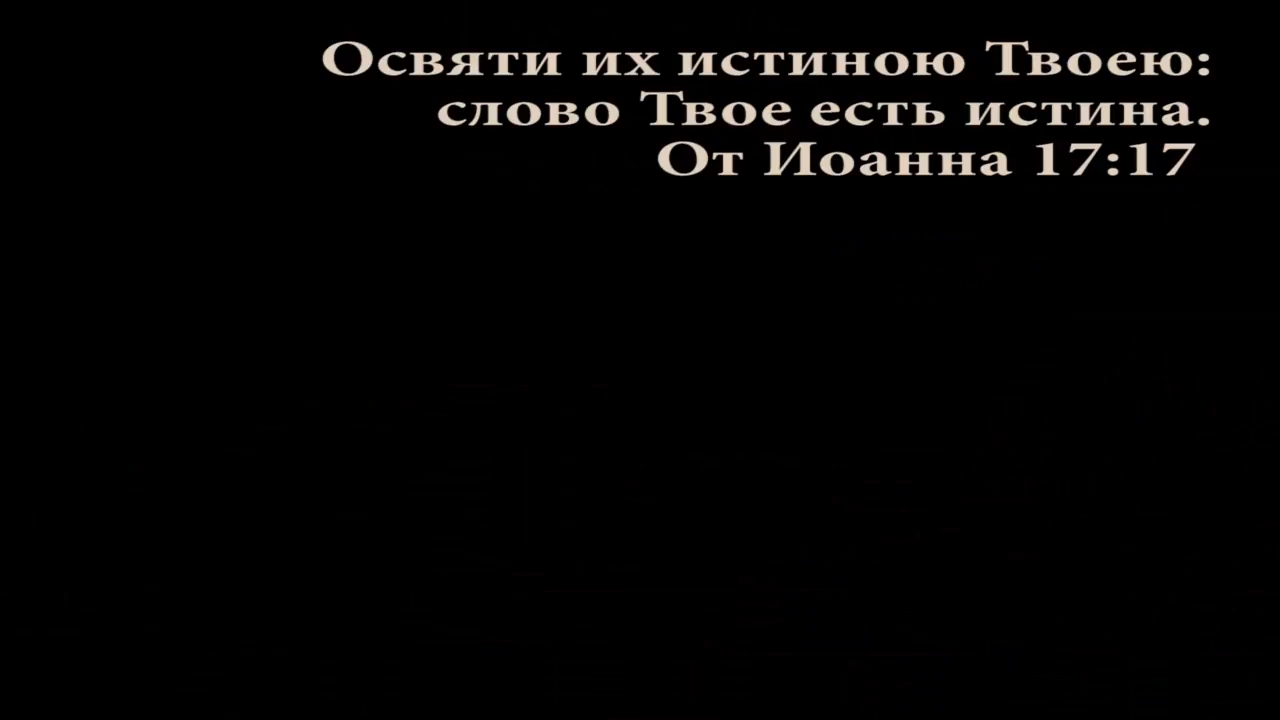 Освяти их истиною Твоею:
слово Твое есть истина.
От Иоанна 17:17